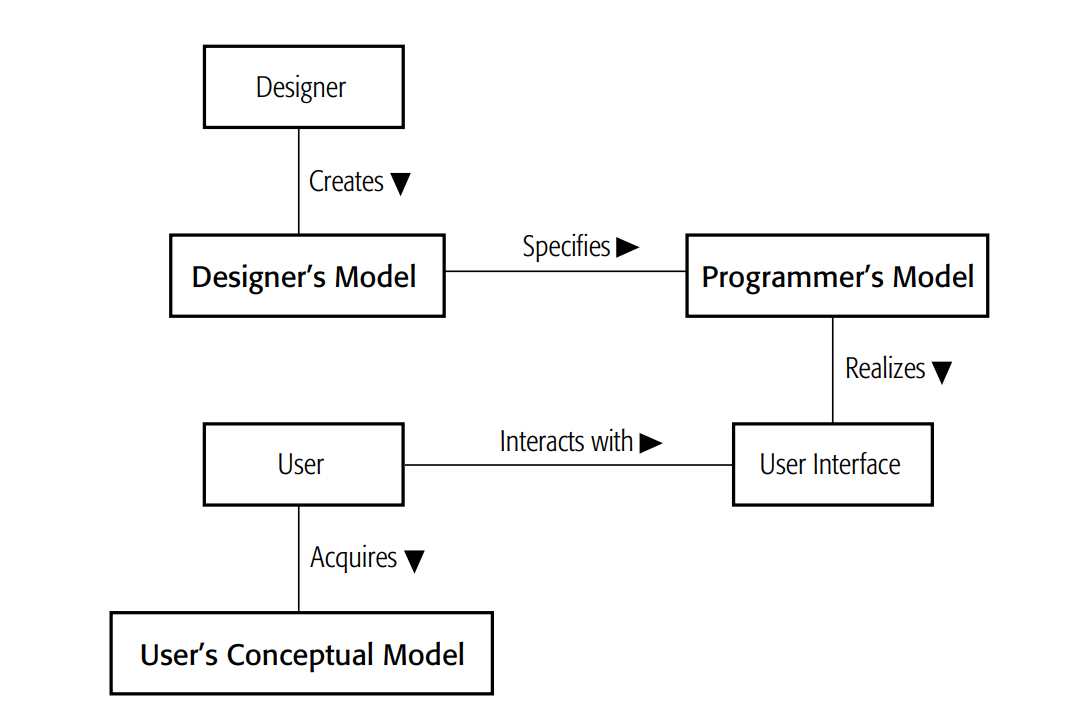 Designer
Creates ▼
Designer’s Model
Specifies ▶
Programmer’s Model
Realizes ▼
User
Interacts with ▶
User Interface
Acquires ▼
User’s Conceptual Model